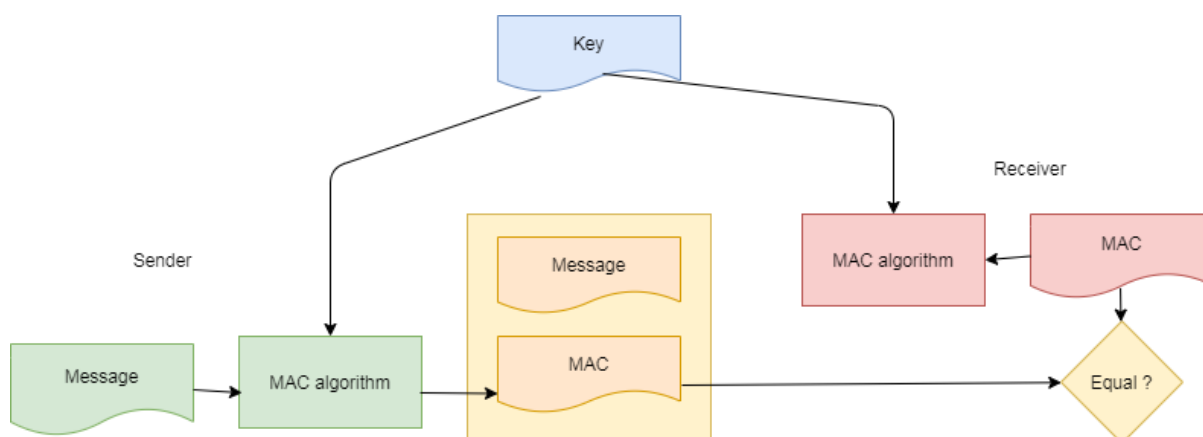 Key
Receiver
Sender
Message
MAC algorithm
MAC
Message
MAC algorithm
MAC
Equal ?